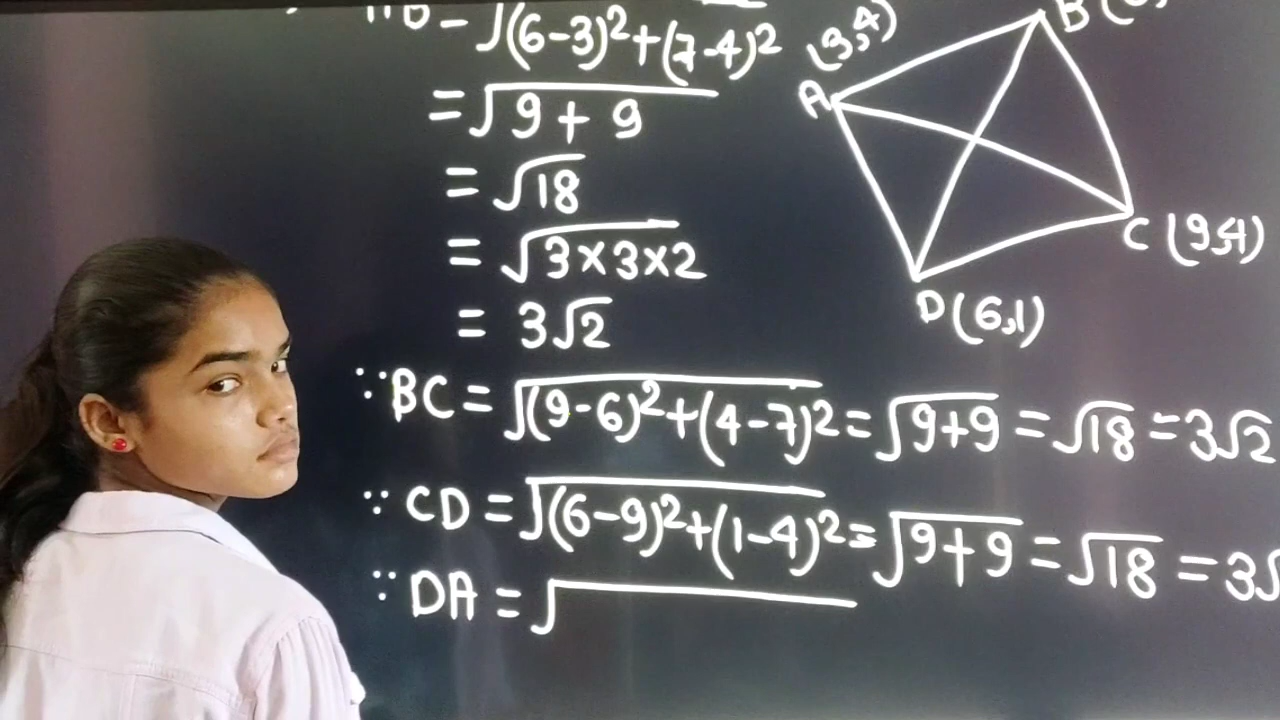 = √(6-3)²+(7-4)²
= √9 + 9
= √18
= √3×3×2
= 3√2
∵ BC = √(9-6)²+(4-7)² = √9+9 = √18 = 3√2
∵ CD = √(6-9)²+(1-4)² = √9+9 = √18 = 3√
∵ DA = √
B (
(3,4)
A
C (9,4)
D (6,1)